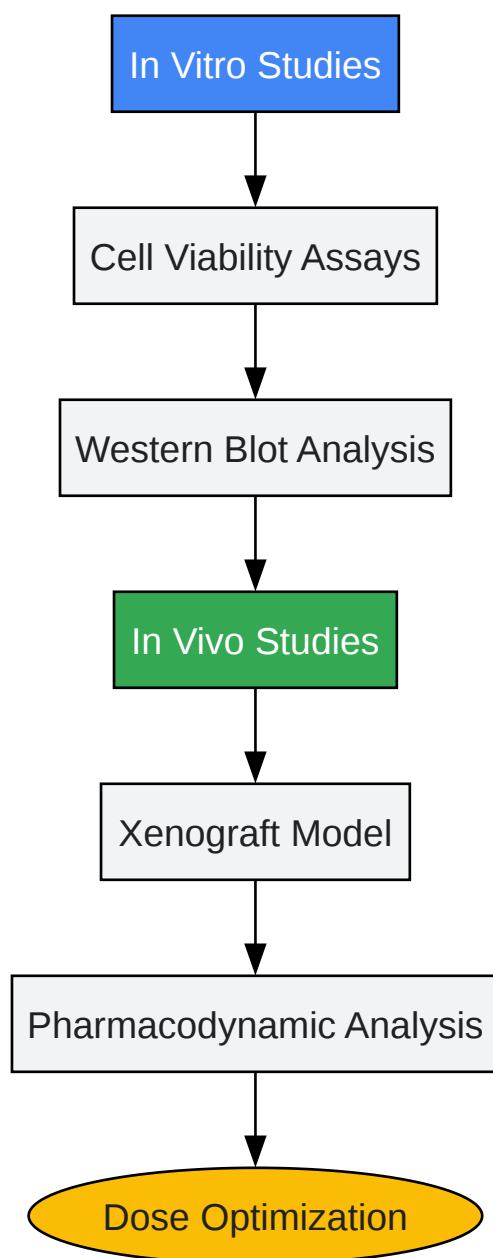 In Vitro Studies
Cell Viability Assays
Western Blot Analysis
In Vivo Studies
Xenograft Model
Pharmacodynamic Analysis
Dose Optimization